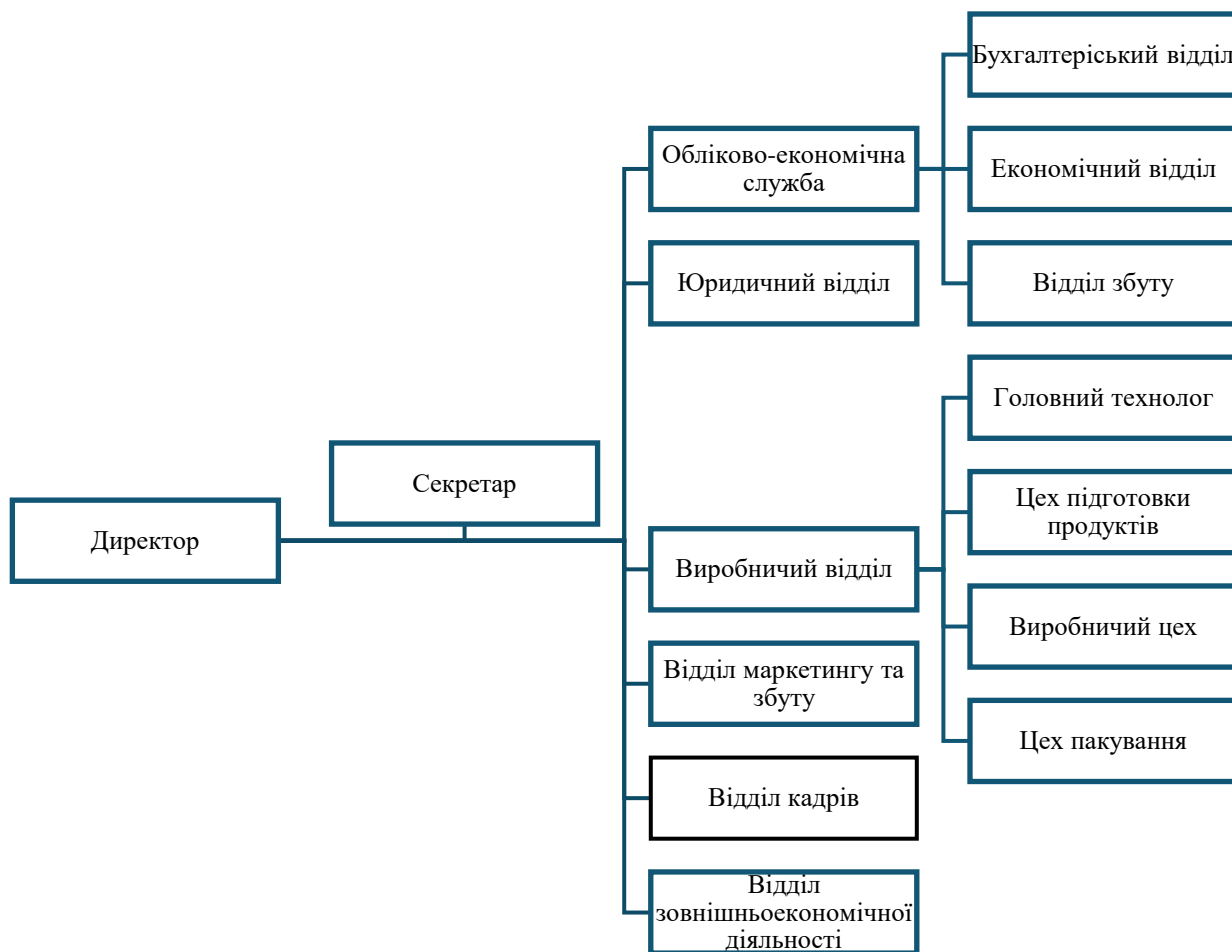 Директор
Секретар
Обліково-економічна
служба
Юридичний відділ
Виробничий відділ
Відділ маркетингу та
збуту
Відділ кадрів
Відділ
зовнішньоекономічної
діяльності
Бухгалтеріський відділ
Економічний відділ
Відділ збуту
Головний технолог
Цех підготовки
продуктів
Виробничий цех
Цех пакування